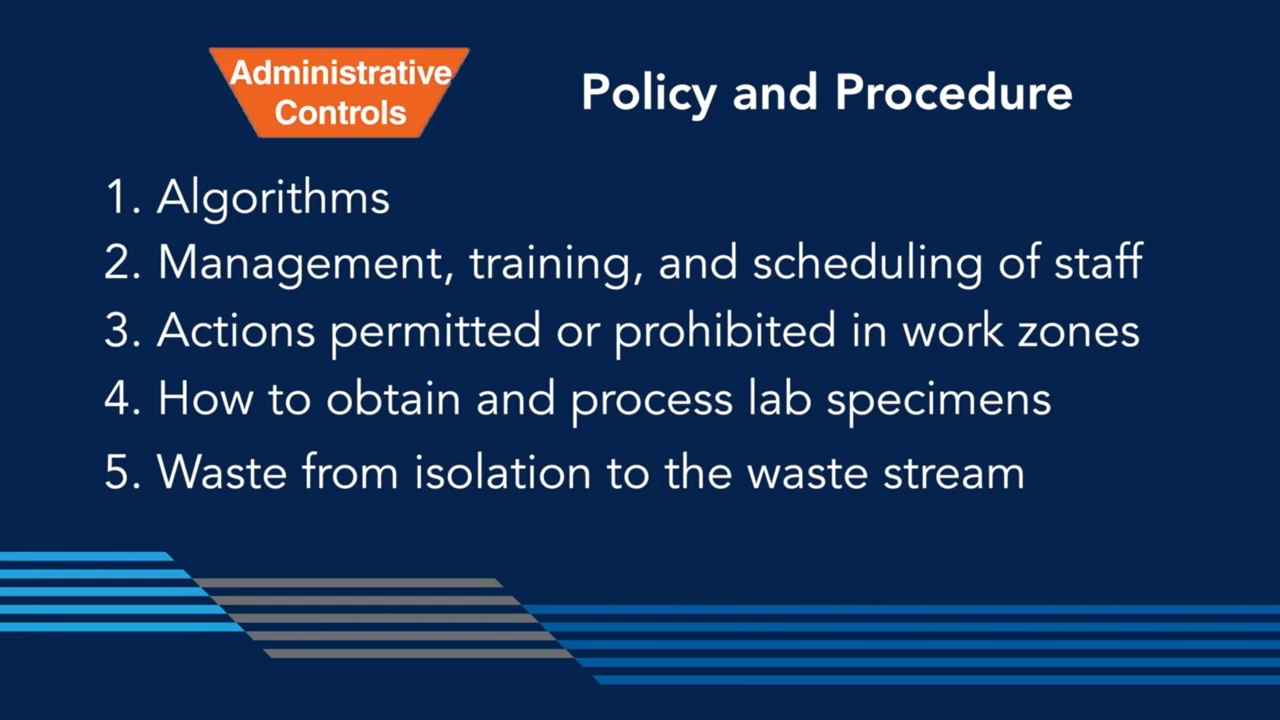 Administrative
Controls
Policy and Procedure
1. Algorithms
2. Management, training, and scheduling of staff
3. Actions permitted or prohibited in work zones
4. How to obtain and process lab specimens
5. Waste from isolation to the waste stream